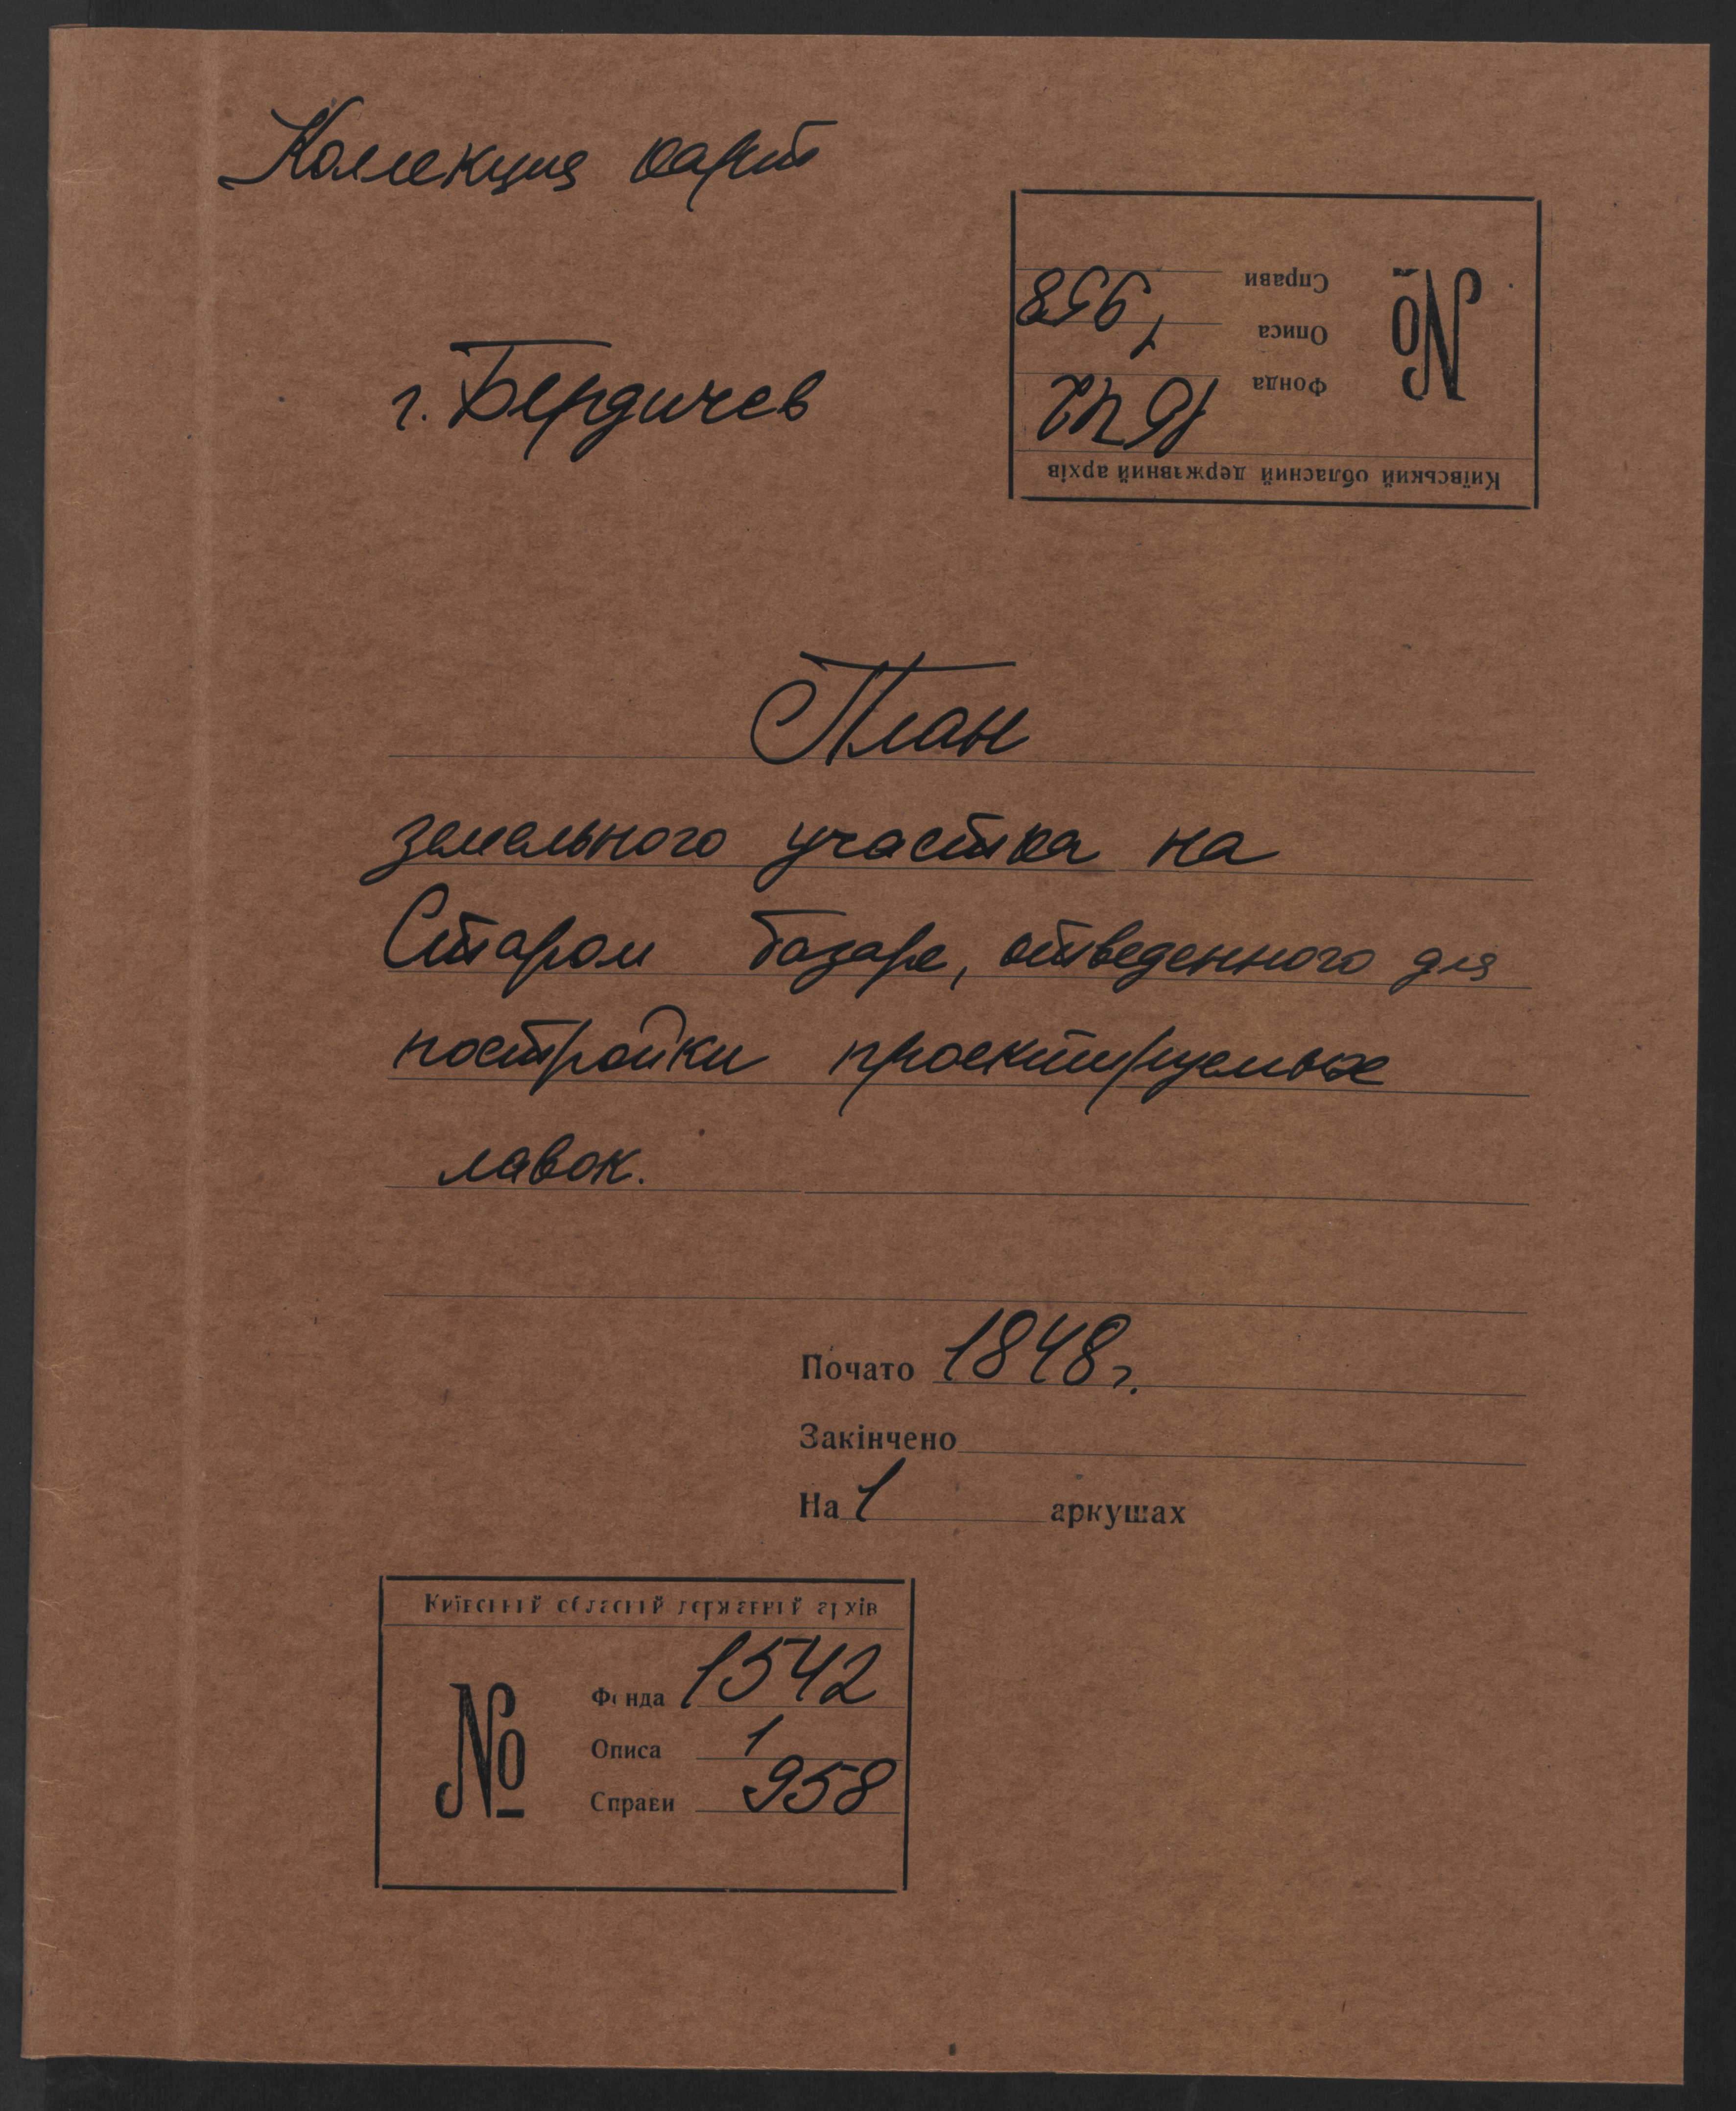 Коллекция карт
г. Бердичев
Київський обласний державний архів
№
Фонда 1542
Описа 1
Справи 958
План
земельного участка на
Старом базаре, отведенного для
постройки проектируемых
лавок.
Почато 1848 г.
Закінчено
На 1 аркушах
Київський обласний державний архів
№
Фонда 1542
Описа 1
Справи 958